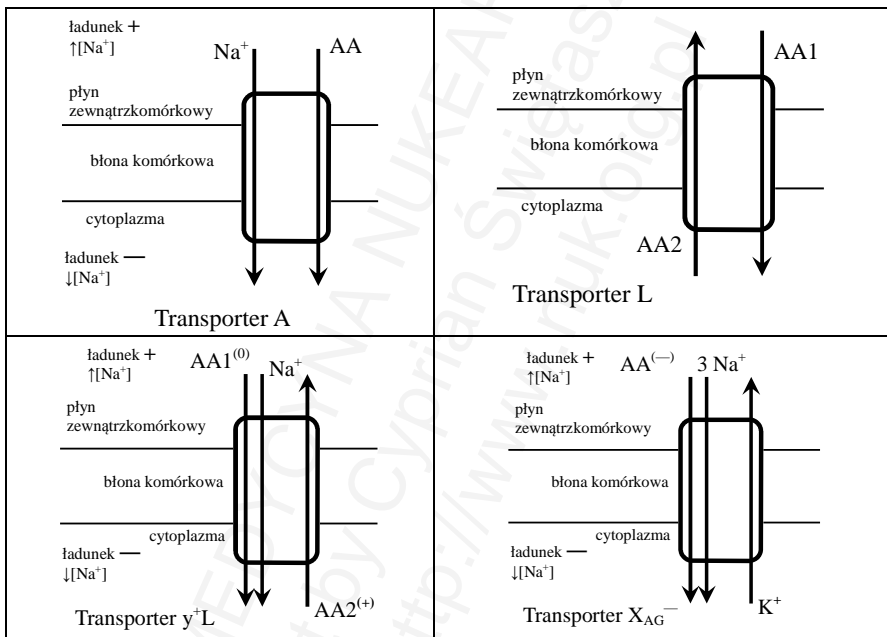 ładunek +
↑[Na⁺]
Na⁺
AA
płyn
zewnątrzkomórkowy
błona komórkowa
cytoplazma
ładunek —
↓[Na⁺]
Transporter A
AA1
płyn
zewnątrzkomórkowy
błona komórkowa
cytoplazma
AA2
Transporter L
ładunek +
↑[Na⁺]
AA1⁽⁰⁾
Na⁺
płyn
zewnątrzkomórkowy
błona komórkowa
cytoplazma
ładunek —
↓[Na⁺]
AA2⁽⁺⁾
Transporter y⁺L
ładunek +
↑[Na⁺]
AA⁽—⁾ 3 Na⁺
płyn
zewnątrzkomórkowy
błona komórkowa
cytoplazma
ładunek —
↓[Na⁺]
K⁺
Transporter X_AG⁻